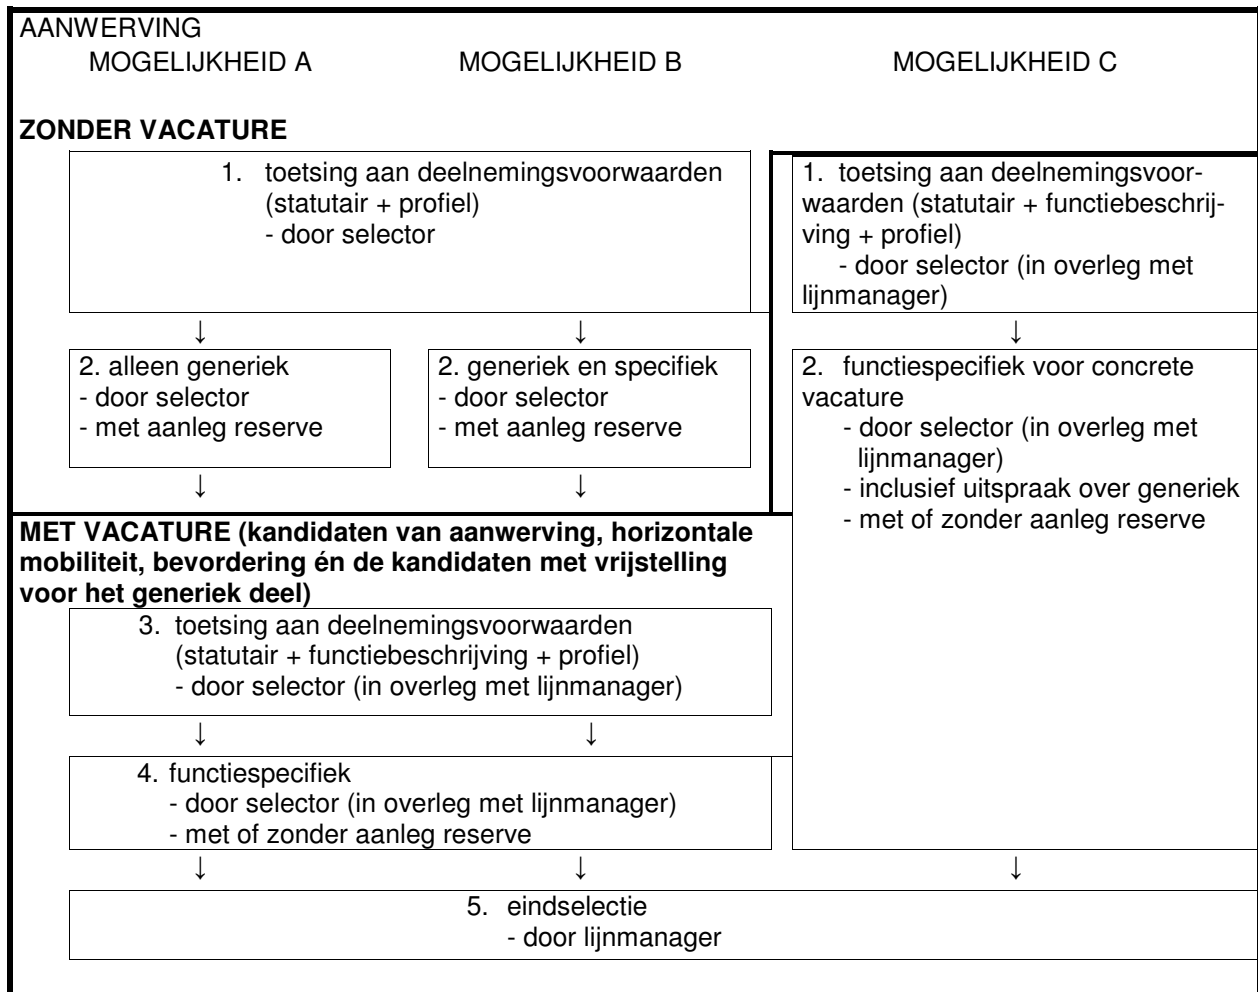 AANWERVING
MOGELIJKHEID A MOGELIJKHEID B MOGELIJKHEID C
ZONDER VACATURE
1. toetsing aan deelnemingsvoorwaarden
(statutair + profiel)
- door selector
1. toetsing aan deelnemingsvoor-
waarden (statutair + functiebeschrij-
ving + profiel)
- door selector (in overleg met
lijnmanager)
↓ ↓ ↓
2. alleen generiek
- door selector
- met aanleg reserve
2. generiek en specifiek
- door selector
- met aanleg reserve
2. functiespecifiek voor concrete
vacature
- door selector (in overleg met
lijnmanager)
- inclusief uitspraak over generiek
- met of zonder aanleg reserve
↓ ↓
MET VACATURE (kandidaten van aanwerving, horizontale
mobiliteit, bevordering én de kandidaten met vrijstelling
voor het generiek deel)
3. toetsing aan deelnemingsvoorwaarden
(statutair + functiebeschrijving + profiel)
- door selector (in overleg met lijnmanager)
↓ ↓
4. functiespecifiek
- door selector (in overleg met lijnmanager)
- met of zonder aanleg reserve
↓ ↓ ↓
5. eindselectie
- door lijnmanager